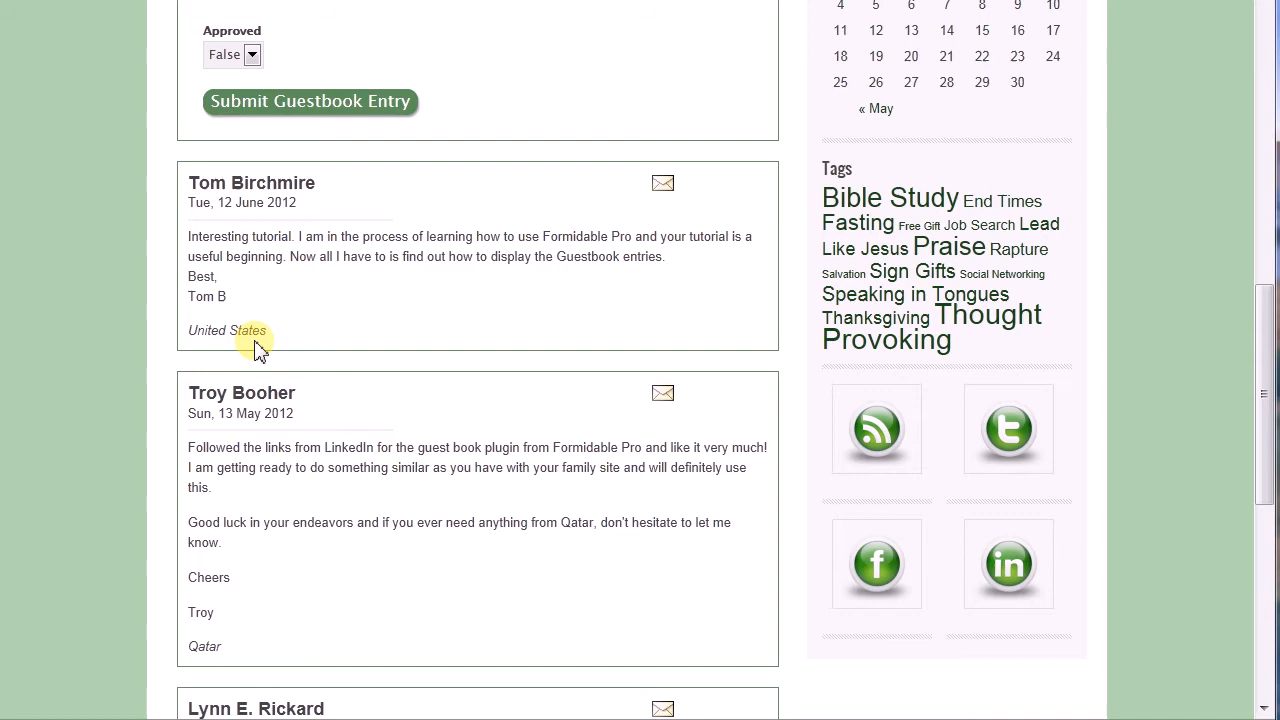 Approved
False
Submit Guestbook Entry
Tom Birchmire
Tue, 12 June 2012
Interesting tutorial. I am in the process of learning how to use Formidable Pro and your tutorial is a
useful beginning. Now all I have to is find out how to display the Guestbook entries.
Best,
Tom B
United States
Troy Booher
Sun, 13 May 2012
Followed the links from LinkedIn for the guest book plugin from Formidable Pro and like it very much!
I am getting ready to do something similar as you have with your family site and will definitely use
this.
Good luck in your endeavors and if you ever need anything from Qatar, don't hesitate to let me
know.
Cheers
Troy
Qatar
Lynn E. Rickard
4 5 6 7 8 9 10
11 12 13 14 15 16 17
18 19 20 21 22 23 24
25 26 27 28 29 30
« May
Tags
Bible Study End Times
Fasting Free Gift Job Search Lead
Like Jesus Praise Rapture
Salvation Sign Gifts Social Networking
Speaking in Tongues
Thanksgiving Thought
Provoking
t
f
in